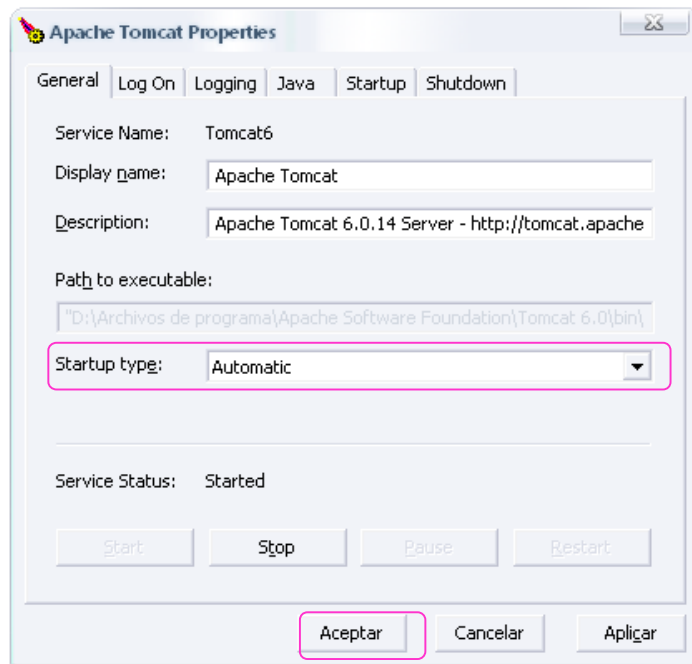 Apache Tomcat Properties
General Log On Logging Java Startup Shutdown
Service Name: Tomcat6
Display name: Apache Tomcat
Description: Apache Tomcat 6.0.14 Server - http://tomcat.apache
Path to executable:
"D:\Archivos de programa\Apache Software Foundation\Tomcat 6.0\bin\
Startup type: Automatic
Service Status: Started
Start Stop Pause Restart
Aceptar Cancelar Aplicar